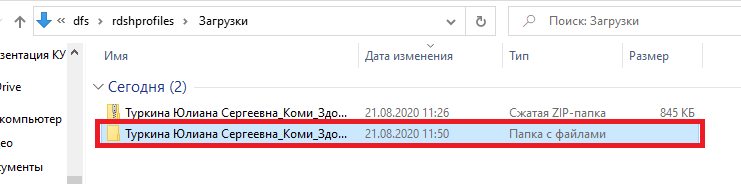 « dfs › rdshprofiles › Загрузки
Поиск: Загрузки
езентация КУ
Drive
компьютер
ео
кументы
Имя Дата изменения Тип Размер
Сегодня (2)
Туркина Юлиана Сергеевна_Коми_Здо... 21.08.2020 11:26 Сжатая ZIP-папка 845 КБ
Туркина Юлиана Сергеевна_Коми_Здо... 21.08.2020 11:50 Папка с файлами